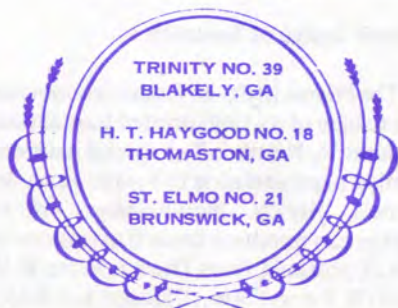 TRINITY NO. 39
BLAKELY, GA
H. T. HAYGOOD NO. 18
THOMASTON, GA
ST. ELMO NO. 21
BRUNSWICK, GA